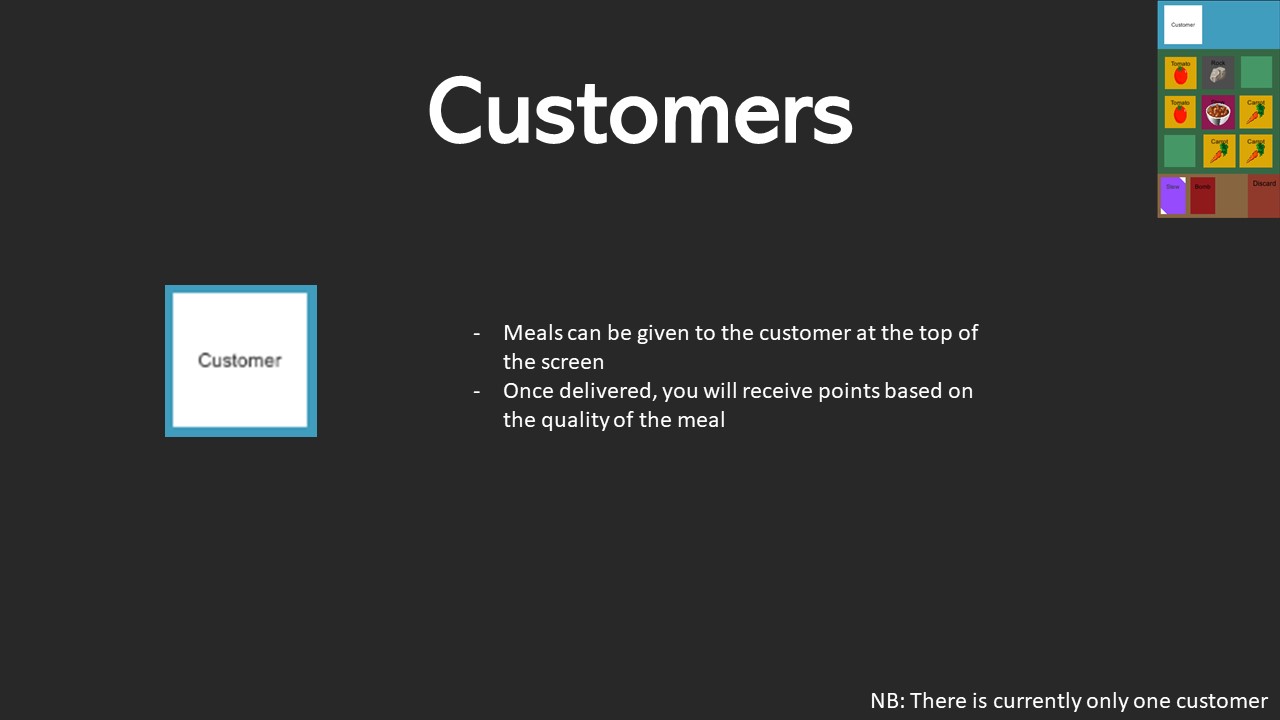 Customers
Customer
Tomato Rock
Tomato
Carrot
Carrot Carrot
Stew Bomb Discard
Customer
- Meals can be given to the customer at the top of
the screen
- Once delivered, you will receive points based on
the quality of the meal
NB: There is currently only one customer